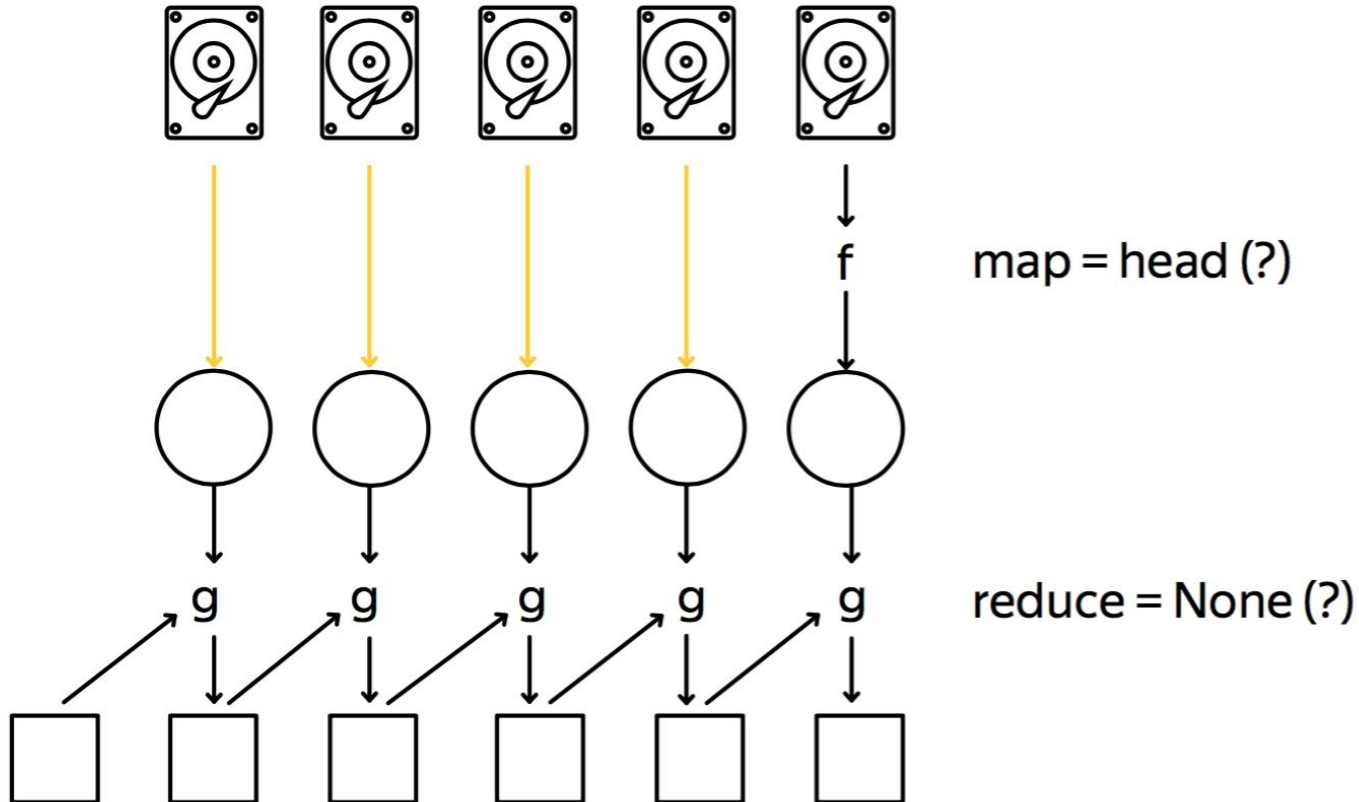 f map = head (?)
g g g g g reduce = None (?)